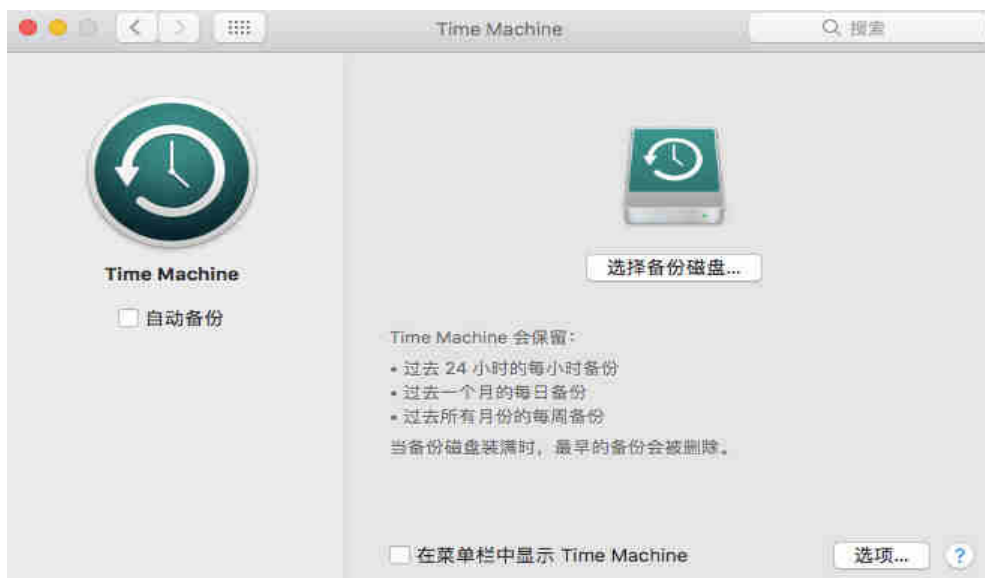 Time Machine
搜索
Time Machine
自动备份
选择备份磁盘...
Time Machine 会保留：
• 过去 24 小时的每小时备份
• 过去一个月的每日备份
• 过去所有月份的每周备份
当备份磁盘装满时，最早的备份会被删除。
在菜单栏中显示 Time Machine
选项...
?